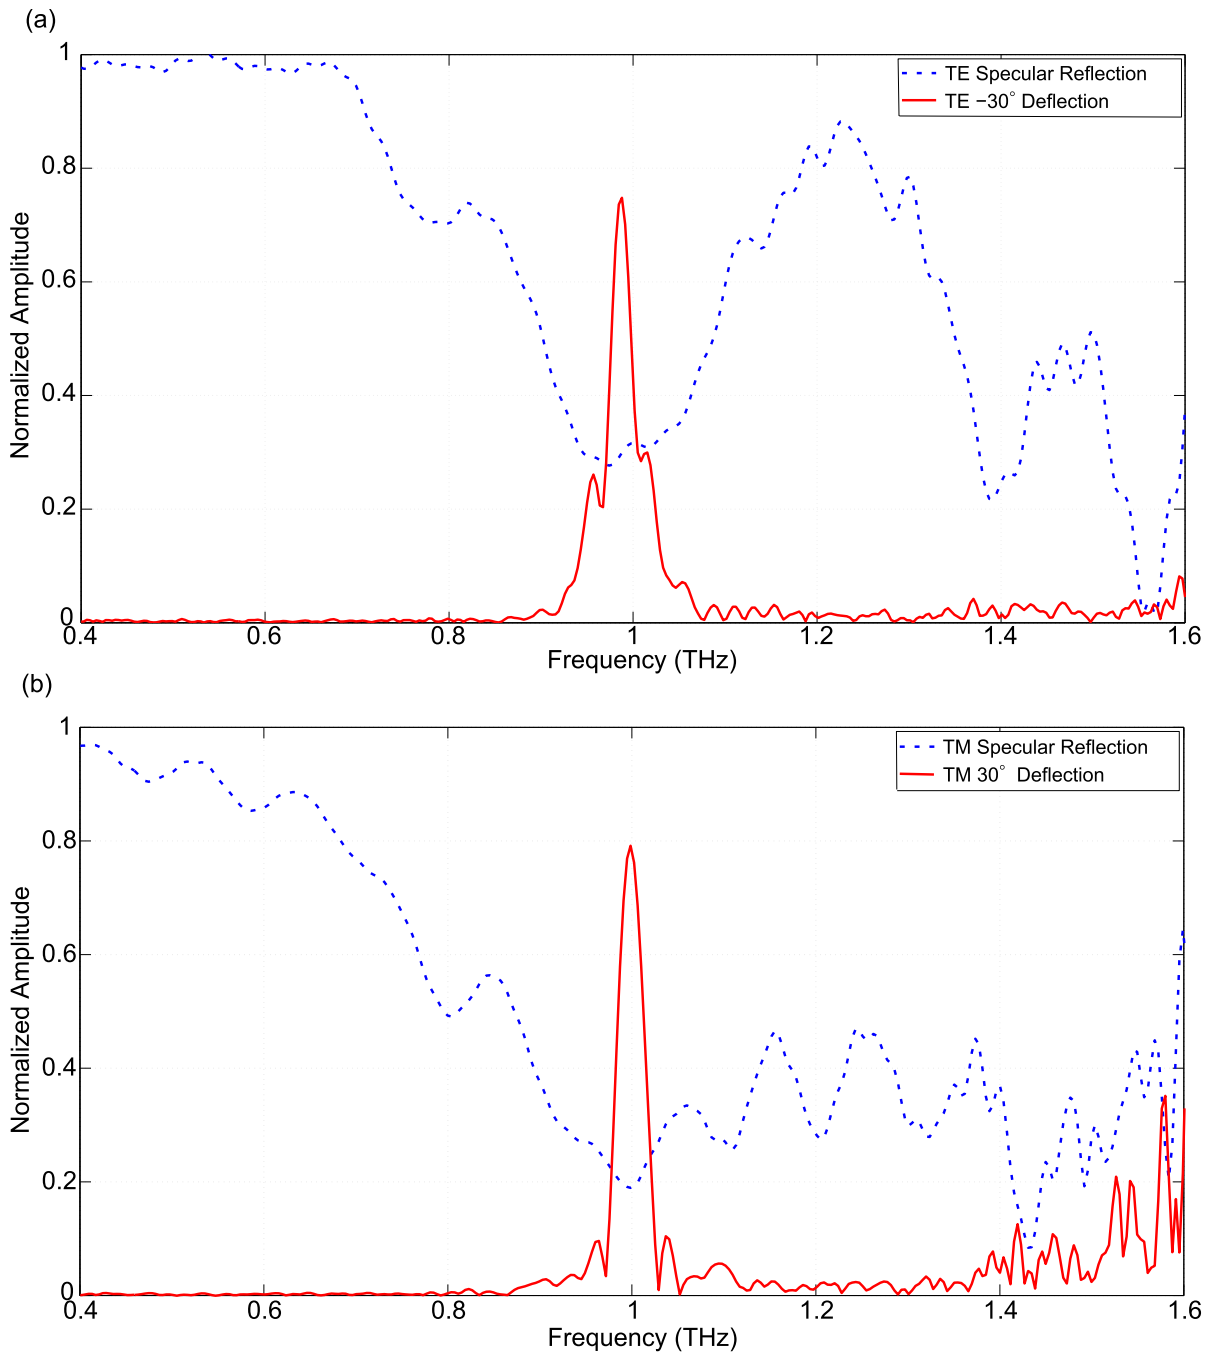 (a)
1
0.8
0.6
0.4
0.2
0
Normalized Amplitude
TE Specular Reflection
TE −30° Deflection
0.4 0.6 0.8 1 1.2 1.4 1.6
Frequency (THz)
(b)
1
0.8
0.6
0.4
0.2
0
Normalized Amplitude
TM Specular Reflection
TM 30° Deflection
0.4 0.6 0.8 1 1.2 1.4 1.6
Frequency (THz)